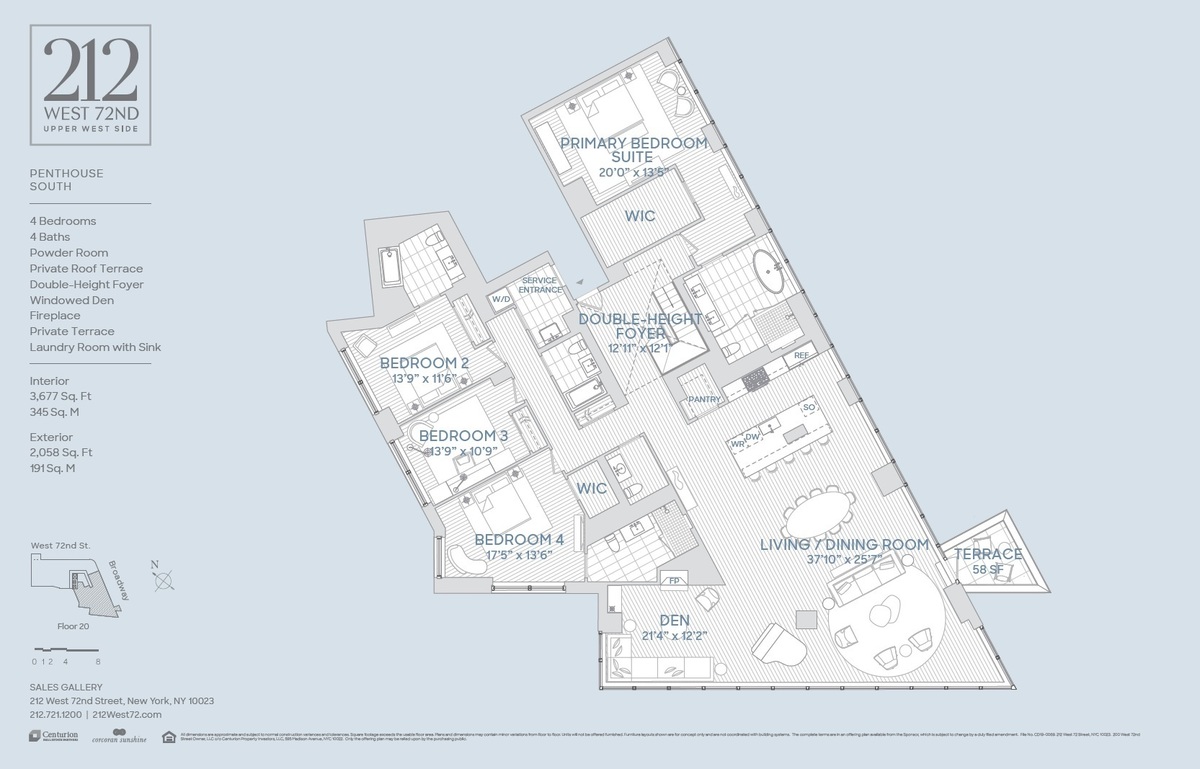 212
WEST 72ND
UPPER WEST SIDE
PENTHOUSE
SOUTH
4 Bedrooms
4 Baths
Powder Room
Private Roof Terrace
Double-Height Foyer
Windowed Den
Fireplace
Private Terrace
Laundry Room with Sink
Interior
3,677 Sq. Ft
345 Sq. M
Exterior
2,058 Sq. Ft
191 Sq. M
West 72nd St.
Broadway
Floor 20
N
0 1 2 4 8
SALES GALLERY
212 West 72nd Street, New York, NY 10023
212.721.1200 | 212West72.com
Centurion
corcoran sunshine
PRIMARY BEDROOM
SUITE
20'0" x 13'5"
WIC
SERVICE
ENTRANCE
W/D
DOUBLE-HEIGHT
FOYER
12'11" x 12'1"
BEDROOM 2
13'9" x 11'6"
REF
PANTRY
SO
DW
WR
BEDROOM 3
13'9" x 10'9"
WIC
BEDROOM 4
17'5" x 13'6"
LIVING / DINING ROOM
37'10" x 25'7"
TERRACE
58 SF
FP
DEN
21'4" x 12'2"